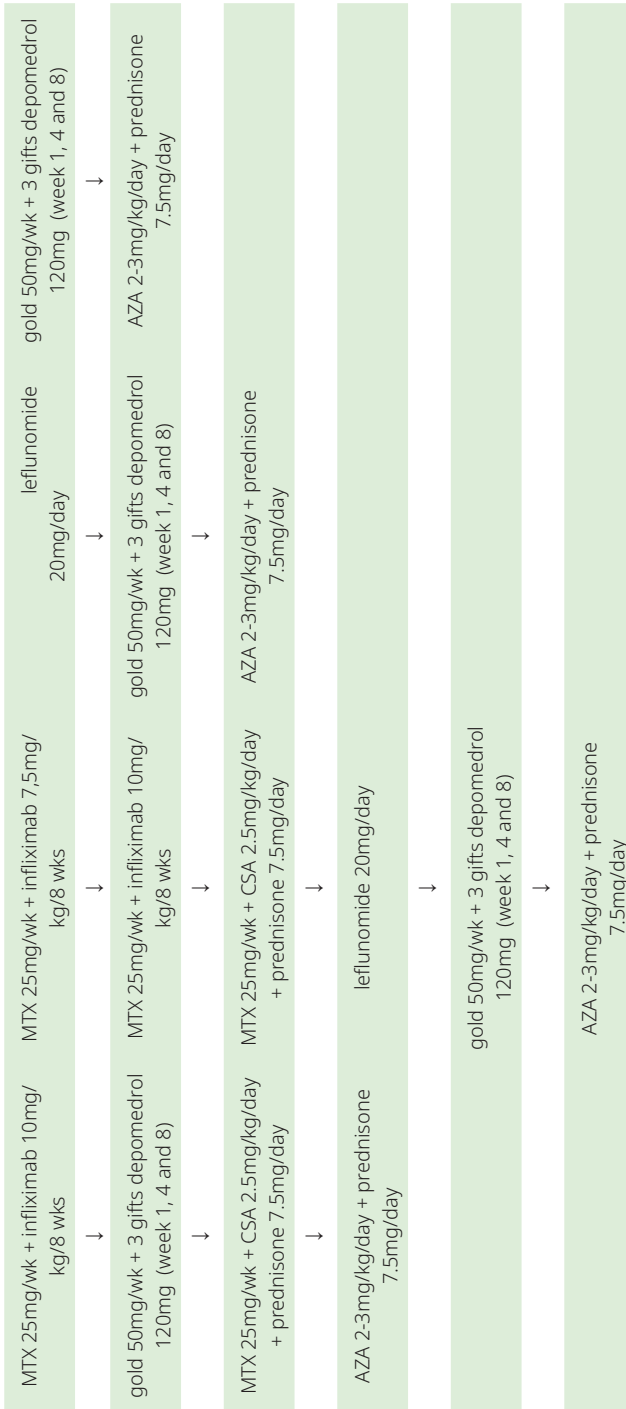 MTX 25mg/wk + infliximab 10mg/
kg/8 wks
↓
gold 50mg/wk + 3 gifts depomedrol
120mg (week 1, 4 and 8)
↓
MTX 25mg/wk + CSA 2.5mg/kg/day
+ prednisone 7.5mg/day
↓
AZA 2-3mg/kg/day + prednisone
7.5mg/day
MTX 25mg/wk + infliximab 7,5mg/
kg/8 wks
↓
MTX 25mg/wk + infliximab 10mg/
kg/8 wks
↓
MTX 25mg/wk + CSA 2.5mg/kg/day
+ prednisone 7.5mg/day
↓
leflunomide 20mg/day
↓
gold 50mg/wk + 3 gifts depomedrol
120mg (week 1, 4 and 8)
↓
AZA 2-3mg/kg/day + prednisone
7.5mg/day
leflunomide
20mg/day
↓
gold 50mg/wk + 3 gifts depomedrol
120mg (week 1, 4 and 8)
↓
AZA 2-3mg/kg/day + prednisone
7.5mg/day
gold 50mg/wk + 3 gifts depomedrol
120mg (week 1, 4 and 8)
↓
AZA 2-3mg/kg/day + prednisone
7.5mg/day